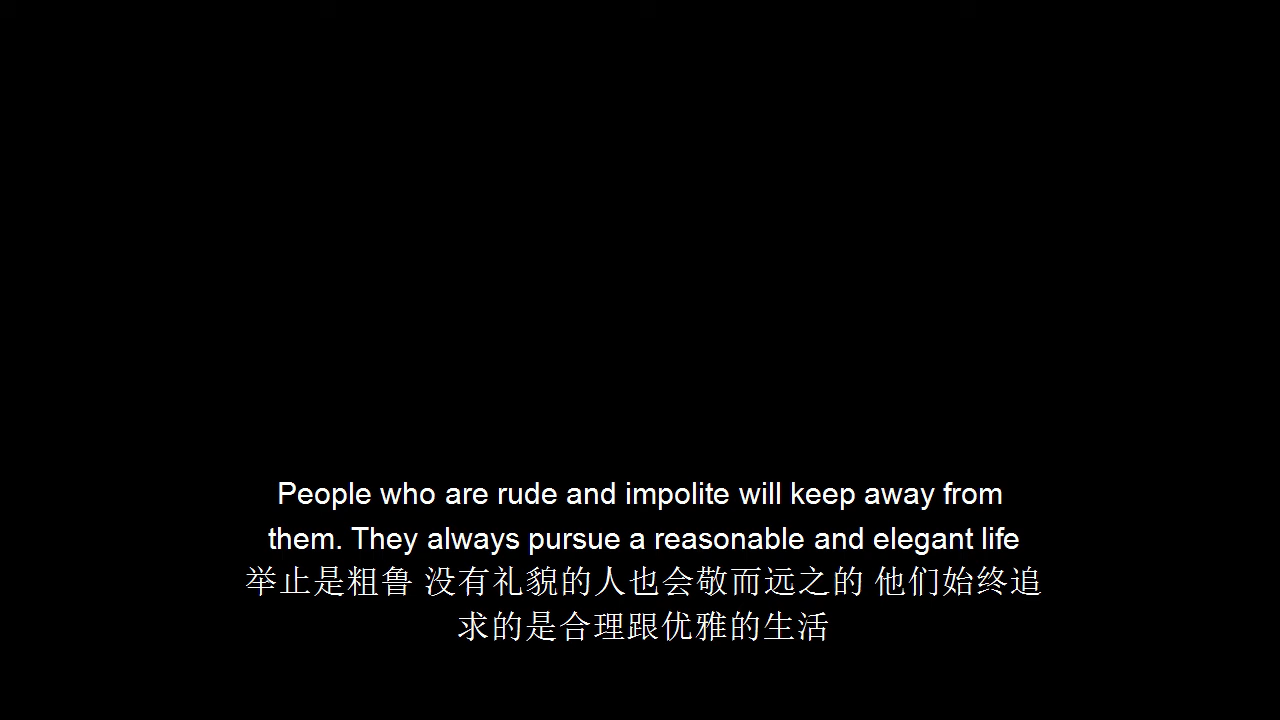 People who are rude and impolite will keep away from
them. They always pursue a reasonable and elegant life
举止是粗鲁 没有礼貌的人也会敬而远之的 他们始终追
求的是合理跟优雅的生活